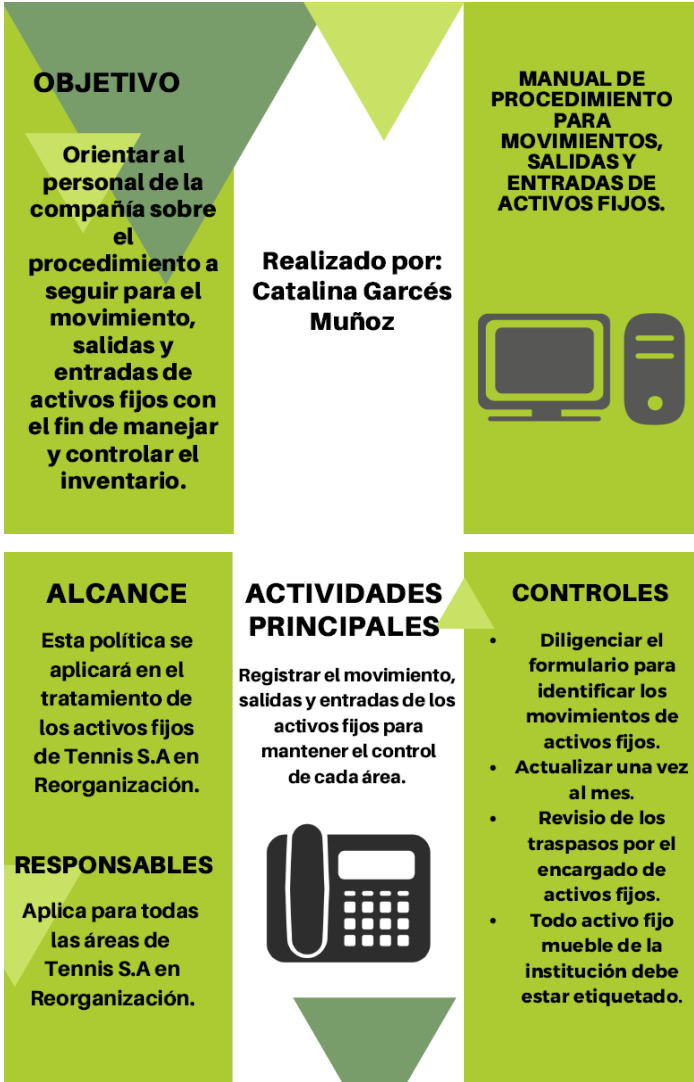 OBJETIVO
Orientar al
personal de la
compañía sobre
el
procedimiento a
seguir para el
movimiento,
salidas y
entradas de
activos fijos con
el fin de manejar
y controlar el
inventario.
Realizado por:
Catalina Garcés
Muñoz
MANUAL DE
PROCEDIMIENTO
PARA
MOVIMIENTOS,
SALIDAS Y
ENTRADAS DE
ACTIVOS FIJOS.
ALCANCE
Esta política se
aplicará en el
tratamiento de
los activos fijos
de Tennis S.A en
Reorganización.
RESPONSABLES
Aplica para todas
las áreas de
Tennis S.A en
Reorganización.
ACTIVIDADES
PRINCIPALES
Registrar el movimiento,
salidas y entradas de los
activos fijos para
mantener el control
de cada área.
CONTROLES
• Diligenciar el
formulario para
identificar los
movimientos de
activos fijos.
• Actualizar una vez
al mes.
• Revisio de los
traspasos por el
encargado de
activos fijos.
• Todo activo fijo
mueble de la
institución debe
estar etiquetado.